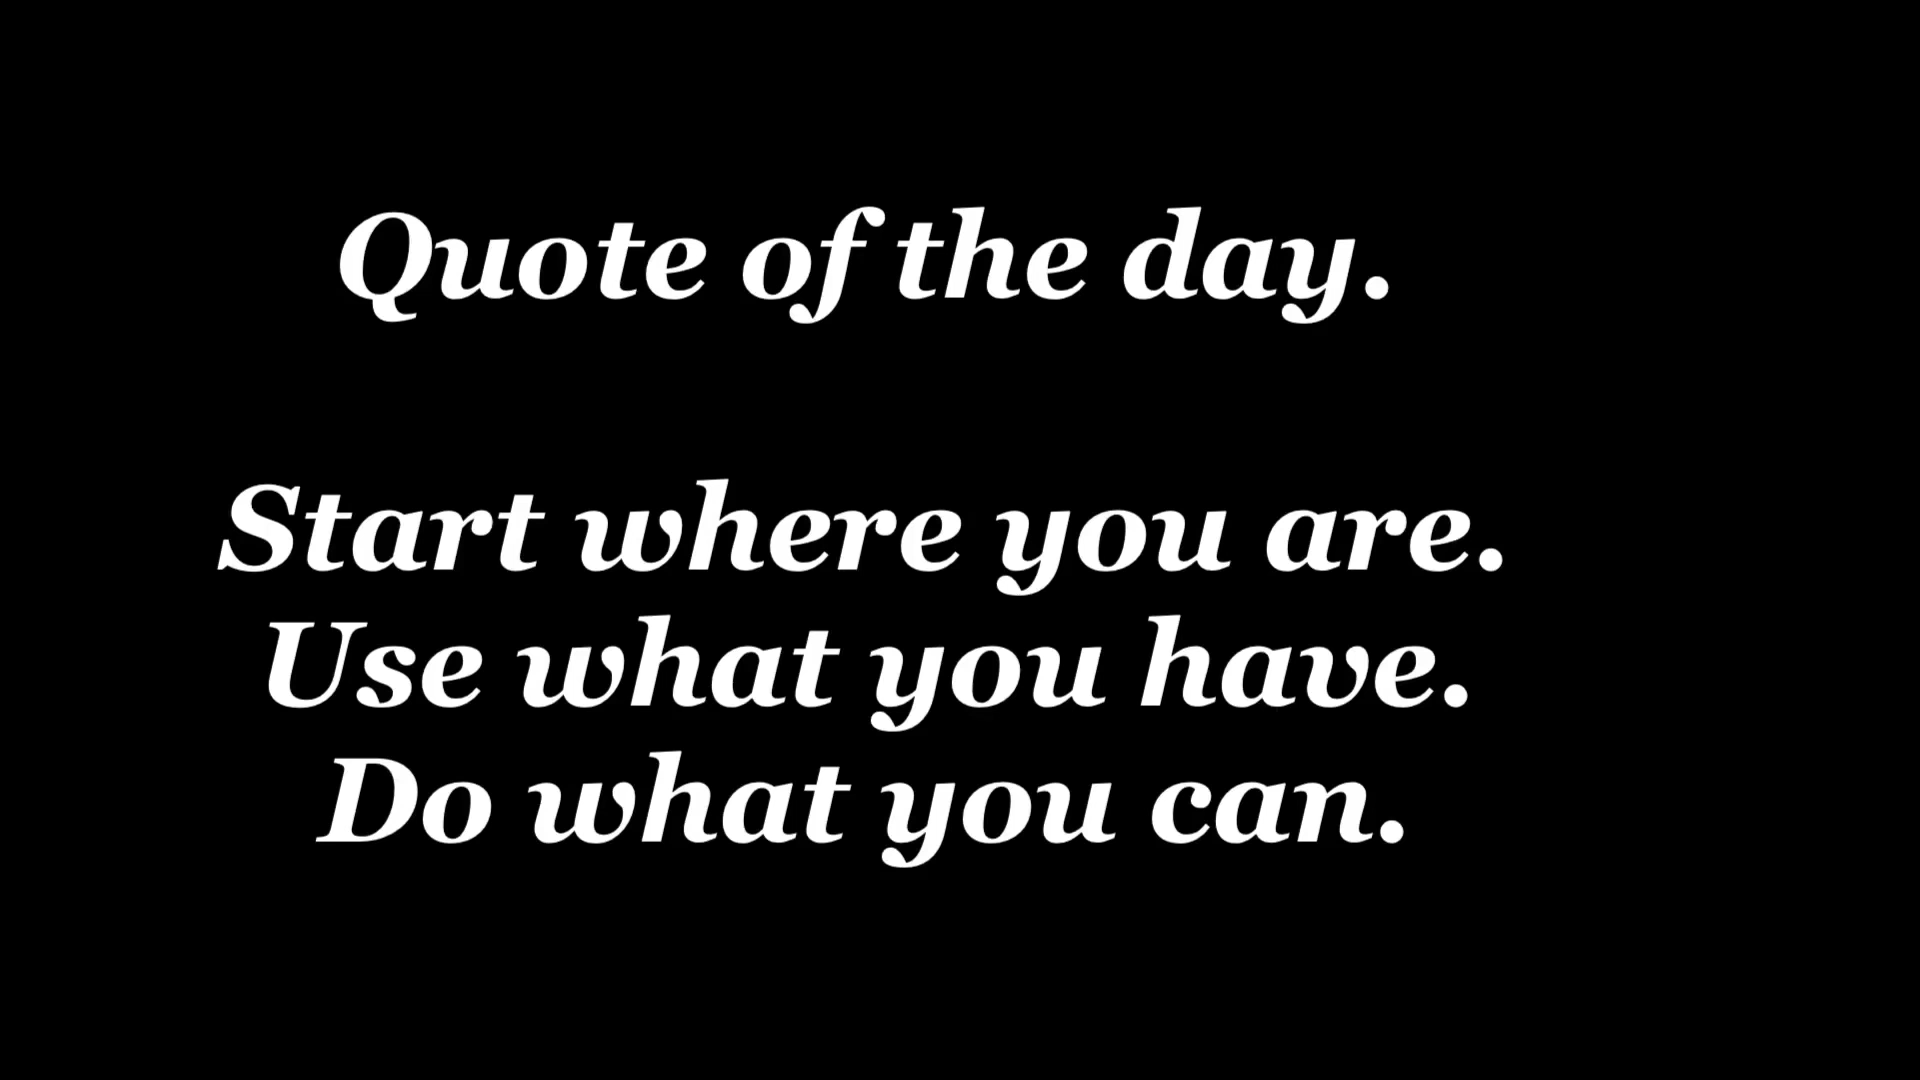 Quote of the day.
Start where you are.
Use what you have.
Do what you can.